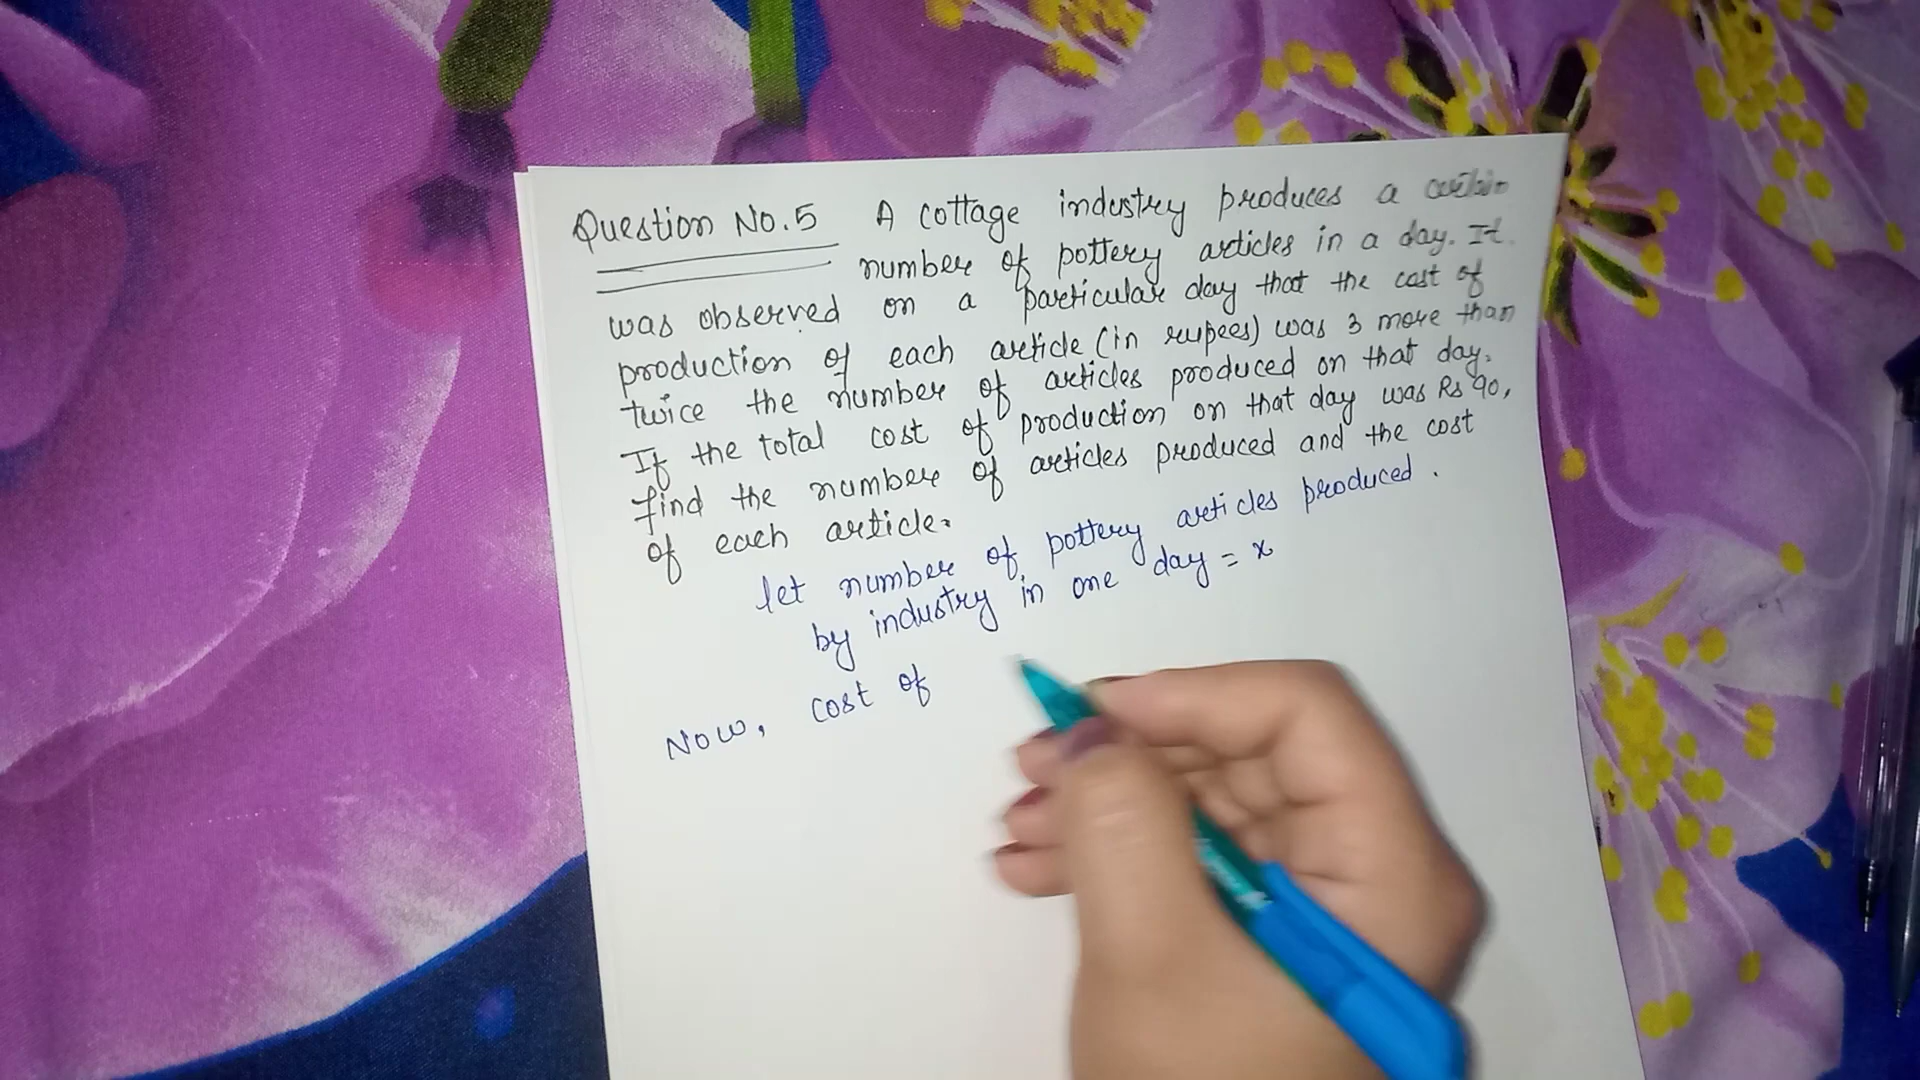 Question No.5 A cottage industry produces a certain
number of pottery articles in a day. It
was observed on a particular day that the cost of
production of each article (in rupees) was 3 more than
twice the number of articles produced on that day.
If the total cost of production on that day was Rs 90,
find the number of articles produced and the cost
of each article.
let number of pottery articles produced.
by industry in one day = x
Now, cost of